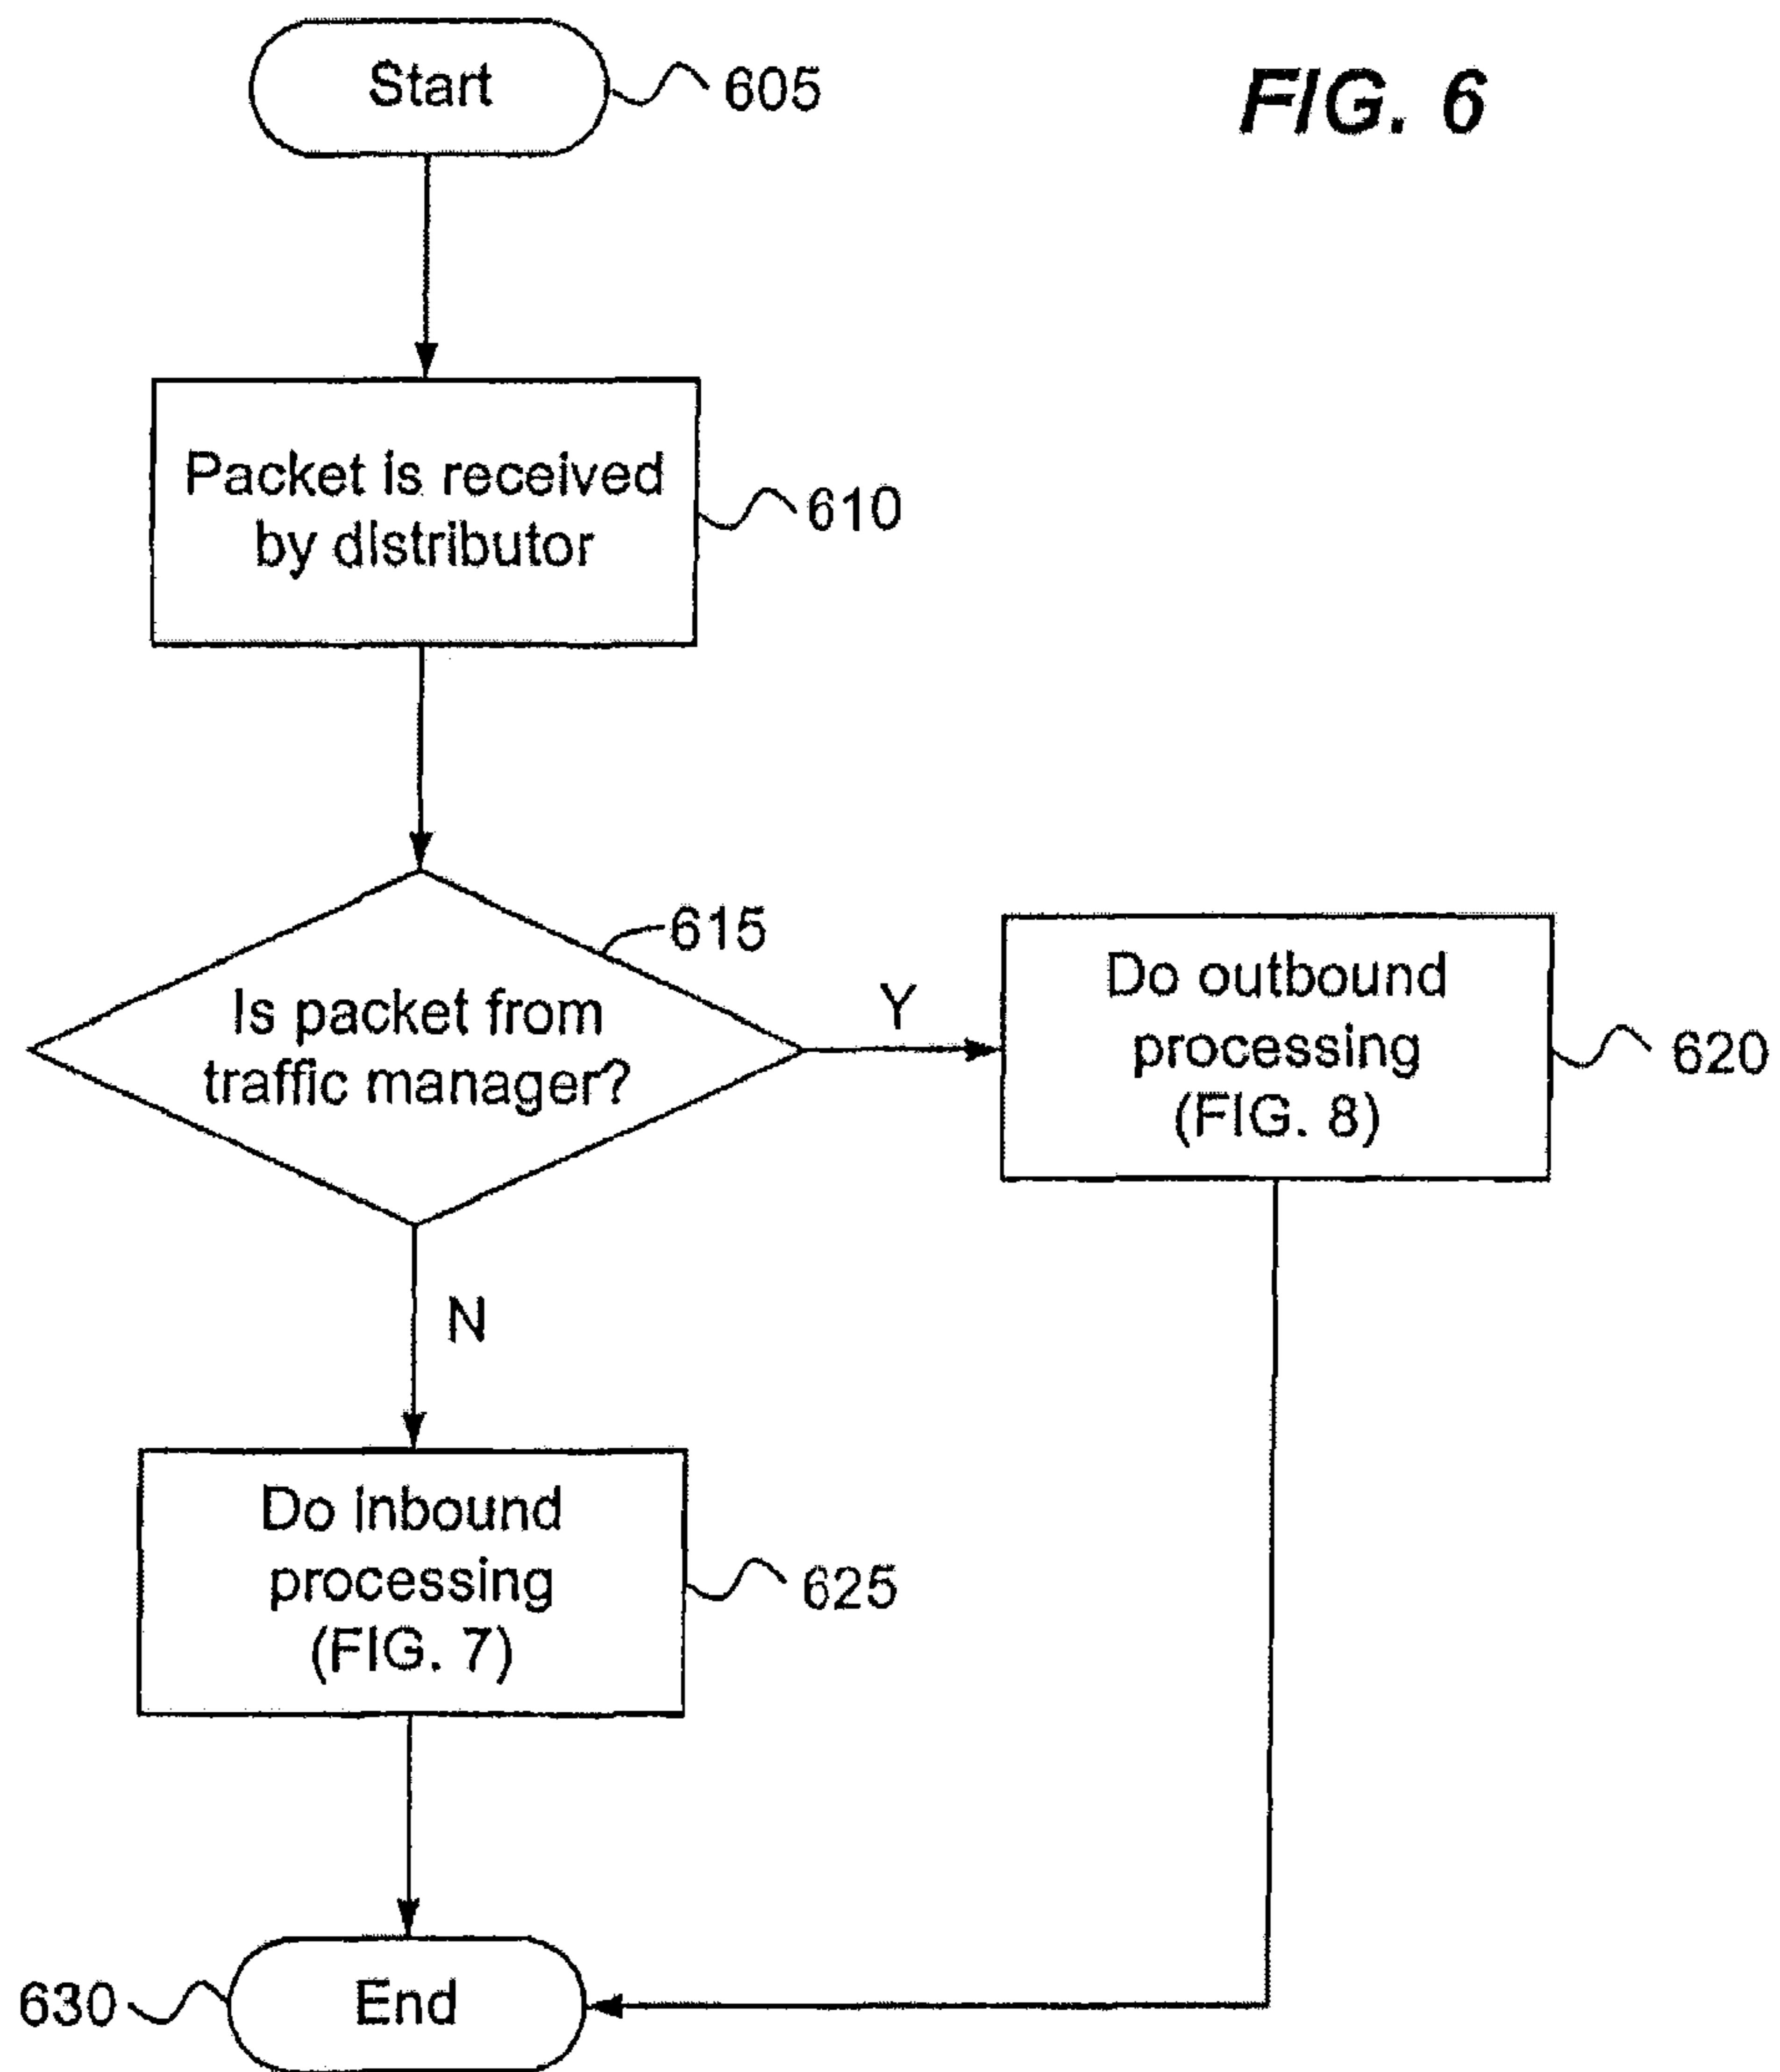 FIG. 6
Start
605
Packet is received
by distributor
610
615
Is packet from
traffic manager?
Y
Do outbound
processing
(FIG. 8)
620
N
Do inbound
processing
(FIG. 7)
625
630
End